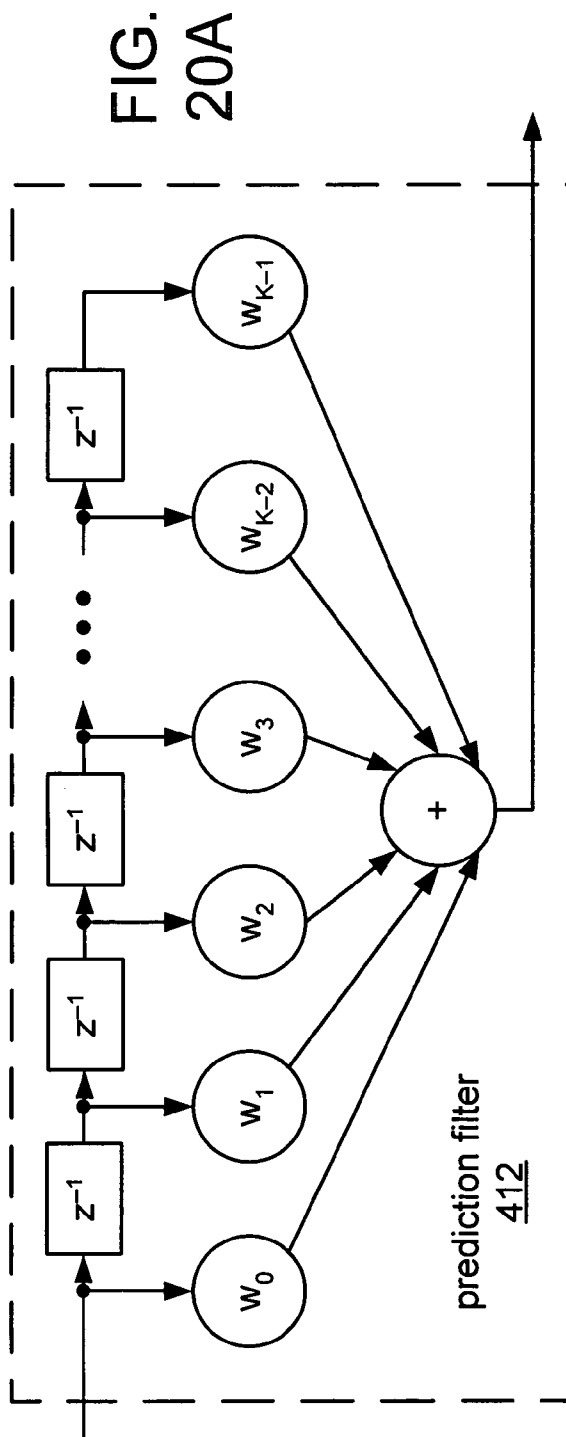 FIG.
20A
z⁻¹
z⁻¹
z⁻¹
z⁻¹
w₀
w₁
w₂
w₃
w_{K−2}
w_{K−1}
+
prediction filter
412